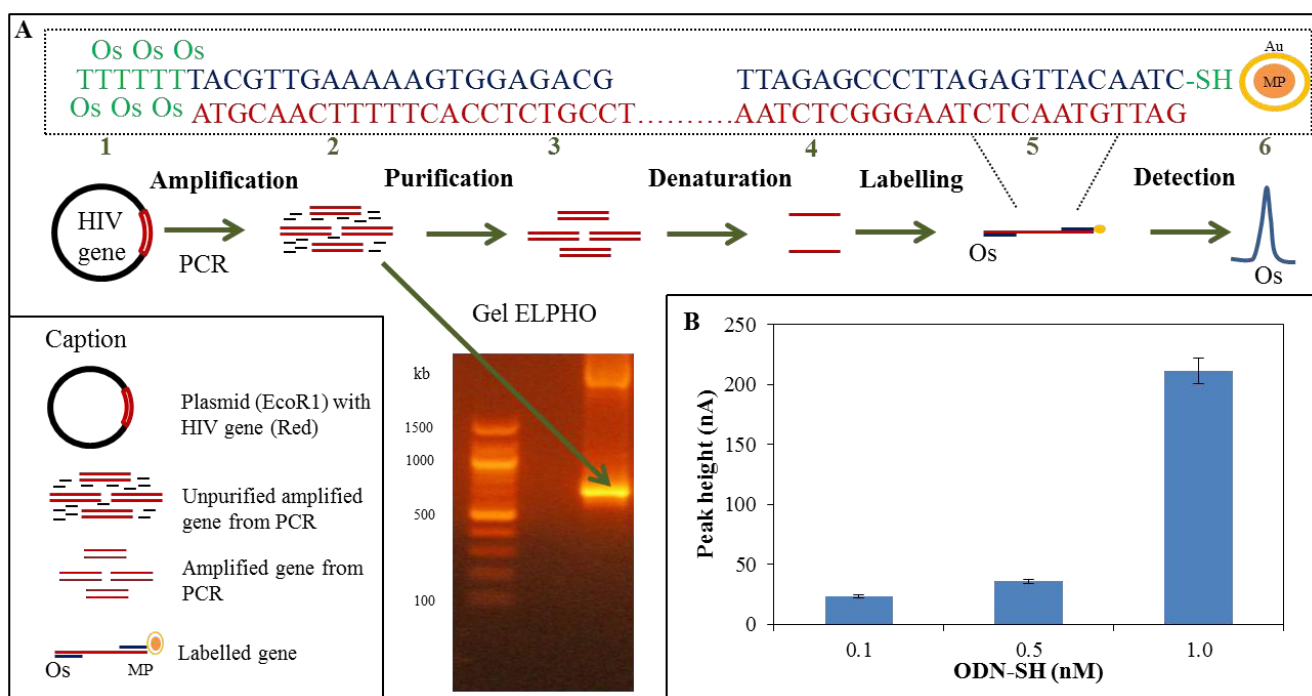 A
Os Os Os
Au
TTTTTTTACGTTGAAAAAGTGGAGACG TTAGAGCCCTTAGAGTTACAATC-SH
MP
Os Os Os
ATGCAACTTTTTCACCTCTGCCT..........AATCTCGGGAATCTCAATGTTAG
1 2 3 4 5 6
Amplification Purification Denaturation Labelling Detection
HIV gene
PCR
Os
Os
Gel ELPHO
kb
1500
1000
500
100
Caption
Plasmid (EcoR1) with
HIV gene (Red)
Unpurified amplified
gene from PCR
Amplified gene from
PCR
Os MP
Labelled gene
B
Peak height (nA)
250
200
150
100
50
0
0.1 0.5 1.0
ODN-SH (nM)